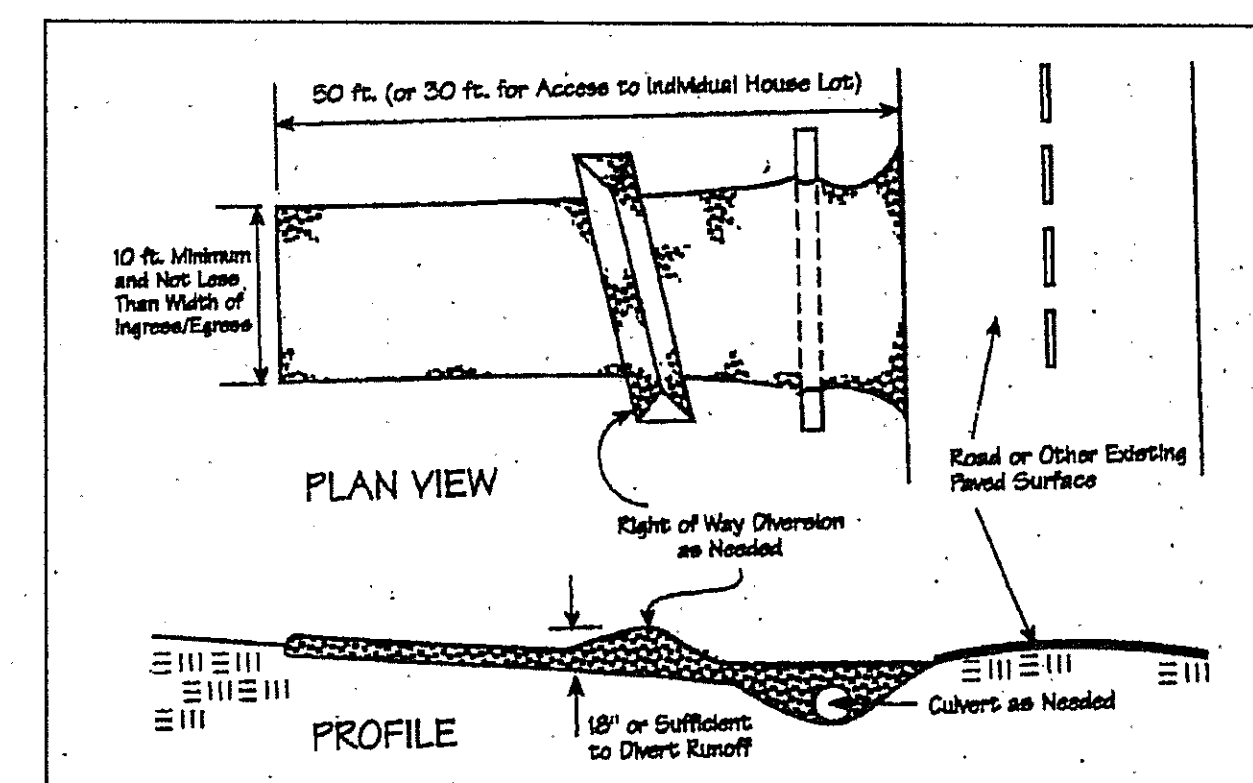 50 ft. (or 30 ft. for Access to Individual House Lot)
10 ft. Minimum
and Not Less
Than Width of
Ingress/Egress
PLAN VIEW
Road or Other Existing
Paved Surface
Right of Way Diversion
as Needed
Culvert as Needed
18" or Sufficient
to Divert Runoff
PROFILE